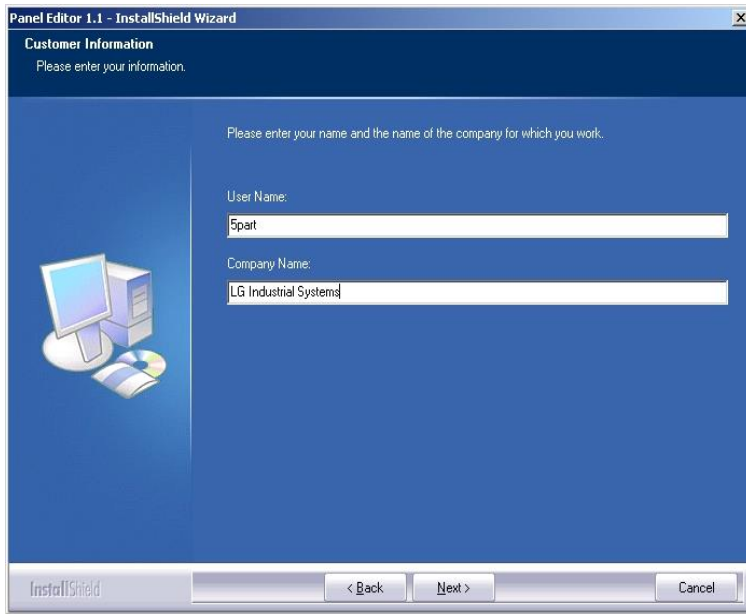 Panel Editor 1.1 - InstallShield Wizard
Customer Information
Please enter your information.
Please enter your name and the name of the company for which you work.
User Name:
5part
Company Name:
LG Industrial Systems
InstallShield
< Back
Next >
Cancel